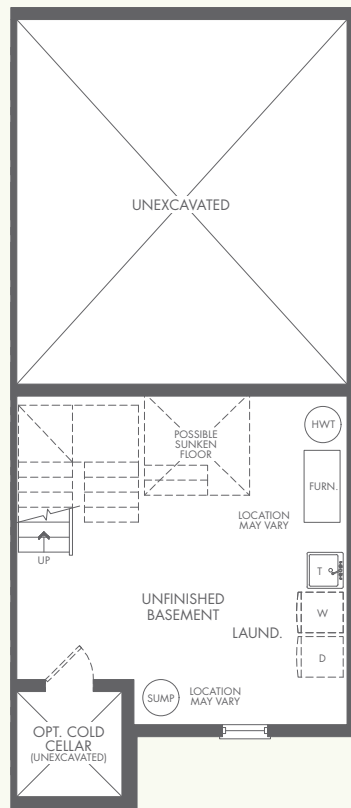 UNEXCAVATED
POSSIBLE
SUNKEN
FLOOR
HWT
FURN.
LOCATION
MAY VARY
UP
T
UNFINISHED
BASEMENT
W
LAUND.
D
SUMP
LOCATION
MAY VARY
OPT. COLD
CELLAR
(UNEXCAVATED)